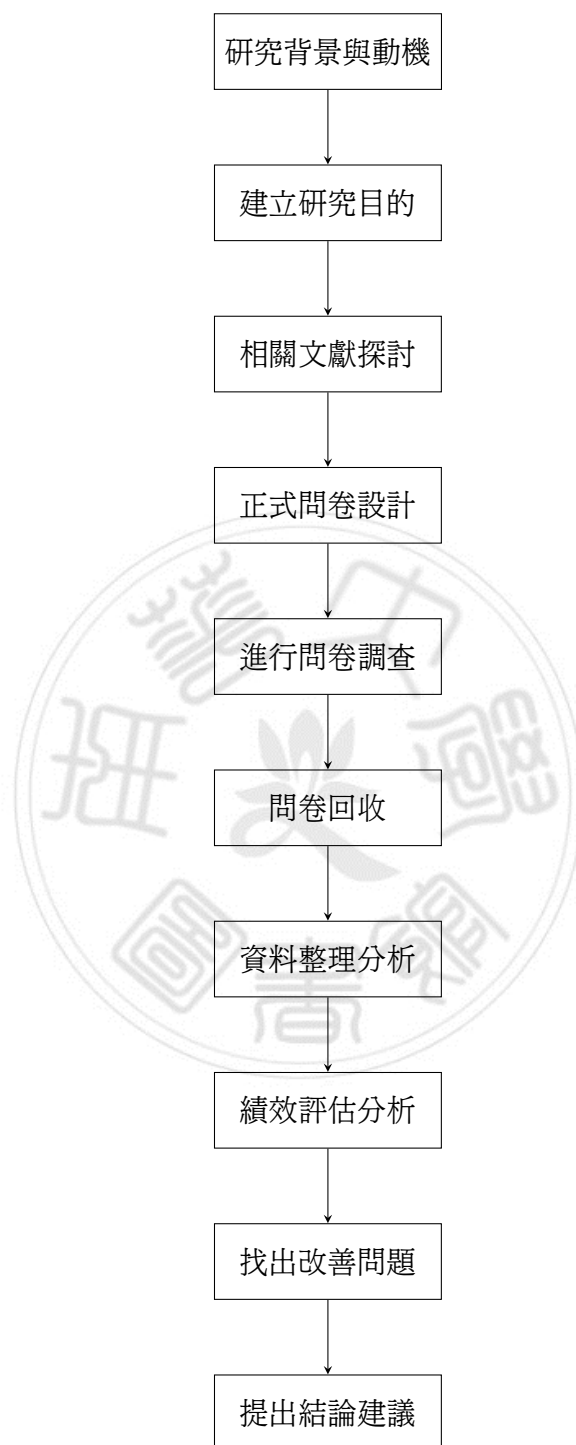 研究背景與動機
建立研究目的
相關文獻探討
正式問卷設計
進行問卷調查
問卷回收
資料整理分析
績效評估分析
找出改善問題
提出結論建議